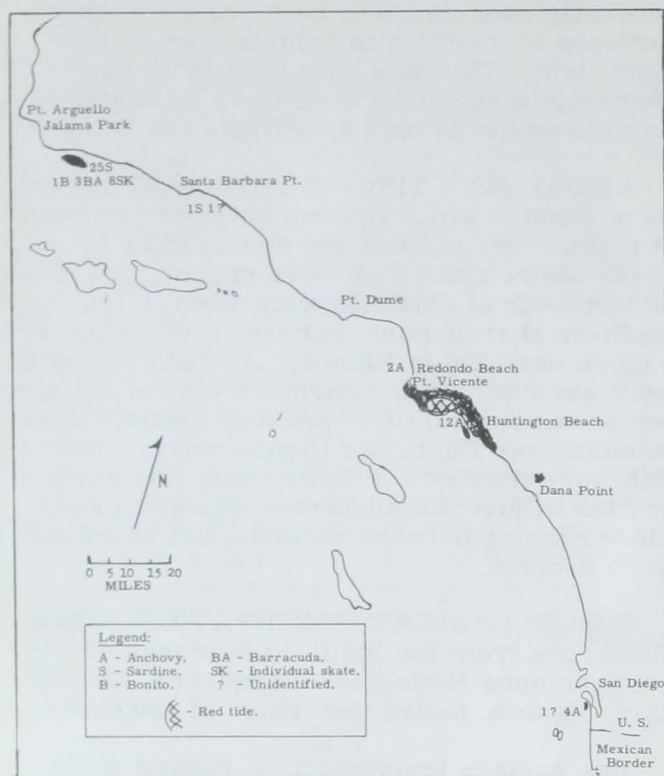 Pt. Arguello
Jalama Park
25S
1B 3BA 8SK
Santa Barbara Pt.
1S 1?
Pt. Dume
2A
Redondo Beach
Pt. Vicente
12A
Huntington Beach
Dana Point
N
0 5 10 15 20
MILES
Legend:
A - Anchovy. BA - Barracuda.
S - Sardine. SK - Individual skate.
B - Bonito. ? - Unidentified.
- Red tide.
San Diego
1? 4A
U. S.
Mexican
Border